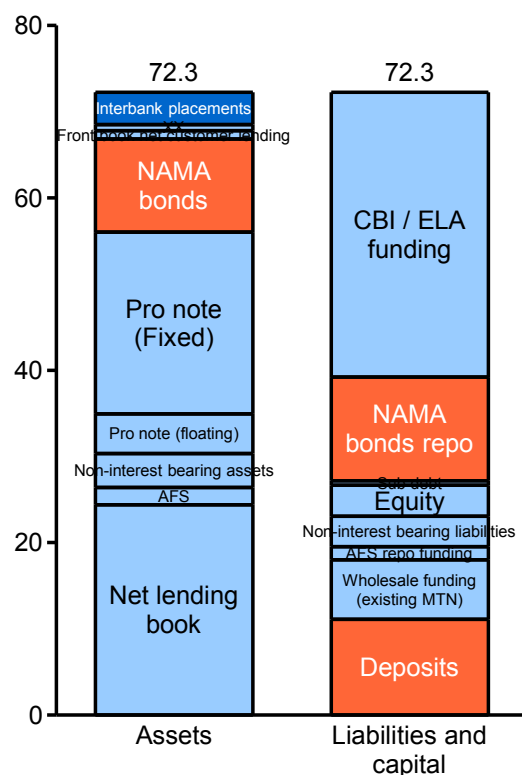 80
72.3
72.3
Interbank placements
Front book net customer lending
60
NAMA
bonds
CBI / ELA
funding
Pro note
(Fixed)
40
NAMA
bonds repo
Pro note (floating)
Sub debt
Non-interest bearing assets
Equity
AFS
Non-interest bearing liabilities
20
AFS repo funding
Wholesale funding
(existing MTN)
Net lending
book
Deposits
0
Assets
Liabilities and
capital